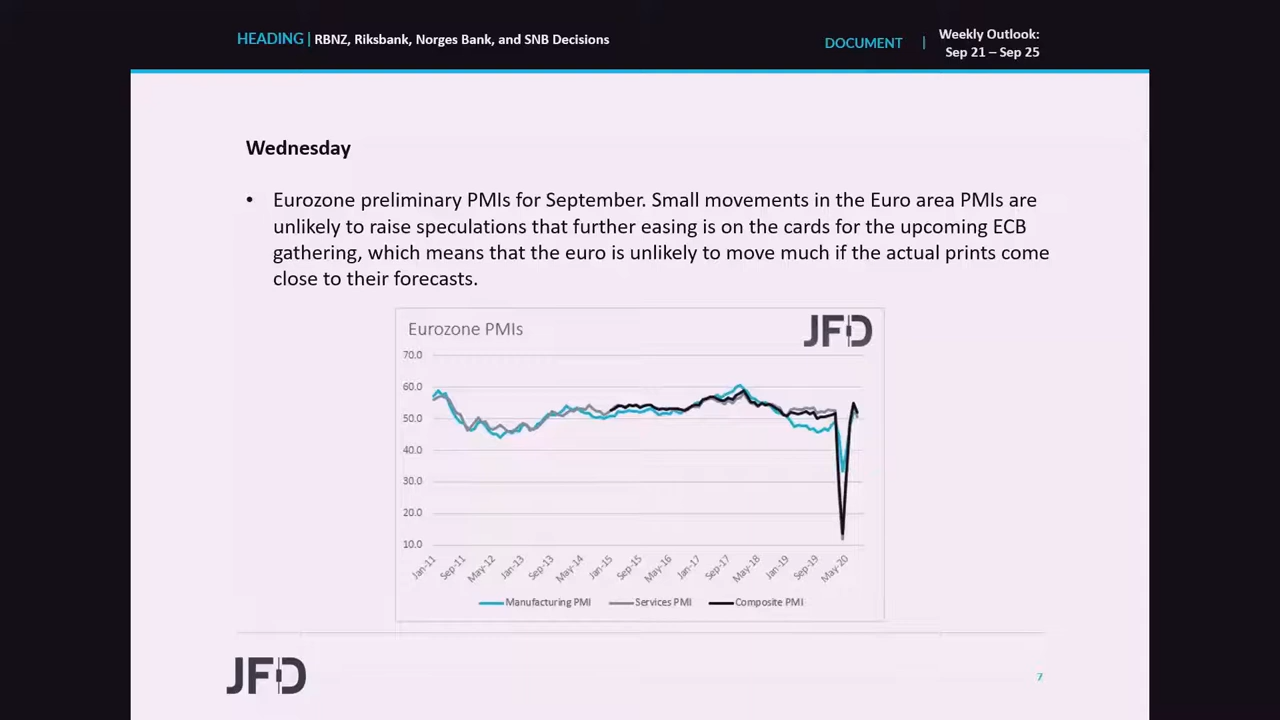 HEADING | RBNZ, Riksbank, Norges Bank, and SNB Decisions
DOCUMENT | Weekly Outlook:
Sep 21 – Sep 25
Wednesday
• Eurozone preliminary PMIs for September. Small movements in the Euro area PMIs are
unlikely to raise speculations that further easing is on the cards for the upcoming ECB
gathering, which means that the euro is unlikely to move much if the actual prints come
close to their forecasts.
Eurozone PMIs
JFD
70.0
60.0
50.0
40.0
30.0
20.0
10.0
Jan-11 Sep-11 May-12 Jan-13 Sep-13 May-14 Jan-15 Sep-15 May-16 Jan-17 Sep-17 May-18 Jan-19 Sep-19 May-20
Manufacturing PMI Services PMI Composite PMI
JFD
7